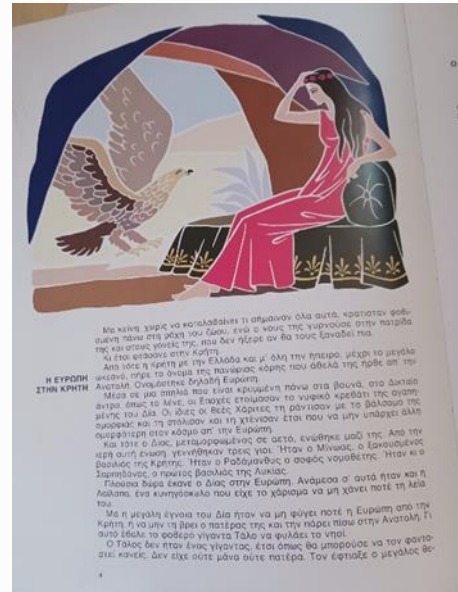 Μα κείνη, χωρίς να καταλαβαίνει τι σήμαιναν όλα αυτά, κρατιόταν φοβι-
σμένη πάνω στη ράχη του ζώου, ενώ ο νους της γυρνούσε στην πατρίδα
της και στους γονείς της, που δεν ήξερε αν θα τους ξαναδεί πια.
Κι έτσι φτάσανε στην Κρήτη.
Από τότε η Κρήτη με την Ελλάδα και μ' όλη την ήπειρο, μέχρι το μεγάλο
ωκεανό, πήρε το όνομα της πανώριας κόρης που άθελά της ήρθε απ' την
Ανατολή. Ονομάστηκε δηλαδή Ευρώπη.
Η ΕΥΡΩΠΗ
ΣΤΗΝ ΚΡΗΤΗ
Μέσα σε μια σπηλιά που είναι κρυμμένη πάνω στα βουνά, στο Δικταίο
άντρο, όπως το λένε, οι Εποχές ετοίμασαν το νυφικό κρεβάτι της αγαπη-
μένης του Δία. Οι ίδιες οι θεές Χάριτες τη ράντισαν με το βάλσαμο της
ομορφιάς και τη στόλισαν και τη χτένισαν έτσι που να μην υπάρχει άλλη
ομορφότερη στον κόσμο απ' την Ευρώπη.
Και τότε ο Δίας, μεταμορφωμένος σε αετό, ενώθηκε μαζί της. Από την
ιερή αυτή ένωση, γεννήθηκαν τρεις γιοι: Ήταν ο Μίνωας, ο ξακουσμένος
βασιλιάς της Κρήτης. Ήταν ο Ραδάμανθυς ο σοφός νομοθέτης. Ήταν κι ο
Σαρπηδόνας, ο πρώτος βασιλιάς της Λυκίας.
Πλούσια δώρα έκανε ο Δίας στην Ευρώπη. Ανάμεσα σ' αυτά ήταν και η
Λαίλαπα, ένα κυνηγόσκυλο που είχε το χάρισμα να μη χάνει ποτέ τη λεία
του.
Μα η μεγάλη έγνοια του Δία ήταν να μη φύγει ποτέ η Ευρώπη από την
Κρήτη, ή να μην τη βρει ο πατέρας της και την πάρει πίσω στην Ανατολή. Γι'
αυτό έβαλε το φοβερό γίγαντα Τάλο να φυλάει το νησί.
Ο Τάλος δεν ήταν ένας γίγαντας, έτσι όπως θα μπορούσε να τον φαντα-
στεί κανείς. Δεν είχε ούτε μάνα ούτε πατέρα. Τον έφτιαξε ο μεγάλος θε-
4